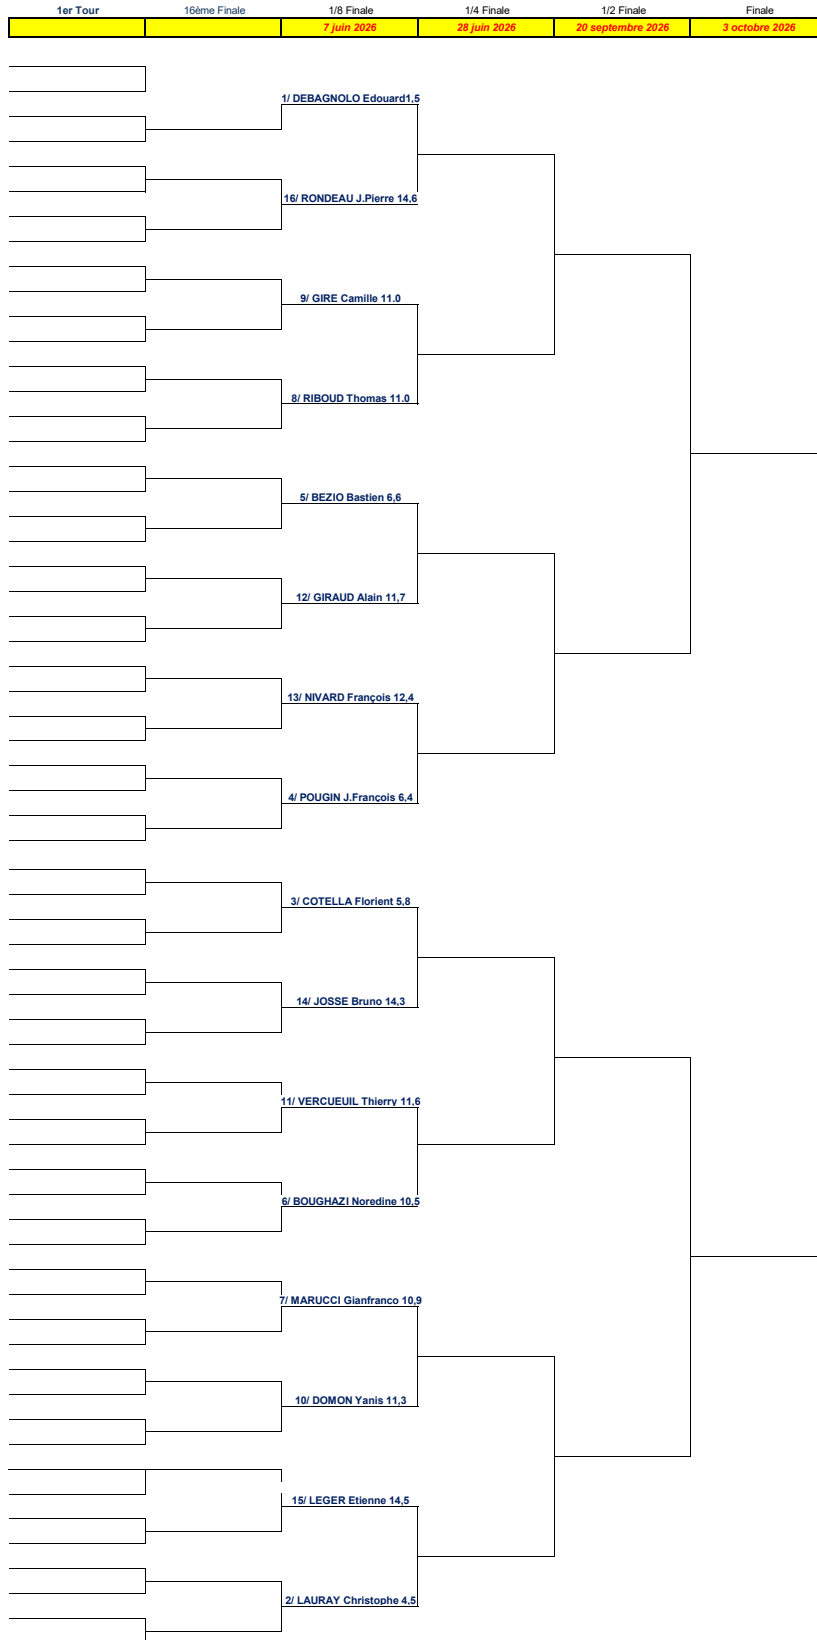 1er Tour 16ème Finale 1/8 Finale 1/4 Finale 1/2 Finale Finale
7 juin 2026 28 juin 2026 20 septembre 2026 3 octobre 2026
1/ DEBAGNOLO Edouard1,5
16/ RONDEAU J.Pierre 14,6
9/ GIRE Camille 11.0
8/ RIBOUD Thomas 11.0
5/ BEZIO Bastien 6,6
12/ GIRAUD Alain 11,7
13/ NIVARD François 12,4
4/ POUGIN J.François 6,4
3/ COTELLA Florient 5,8
14/ JOSSE Bruno 14,3
11/ VERCUEUIL Thierry 11,6
6/ BOUGHAZI Noredine 10,5
7/ MARUCCI Gianfranco 10,9
10/ DOMON Yanis 11,3
15/ LEGER Etienne 14,5
2/ LAURAY Christophe 4,5